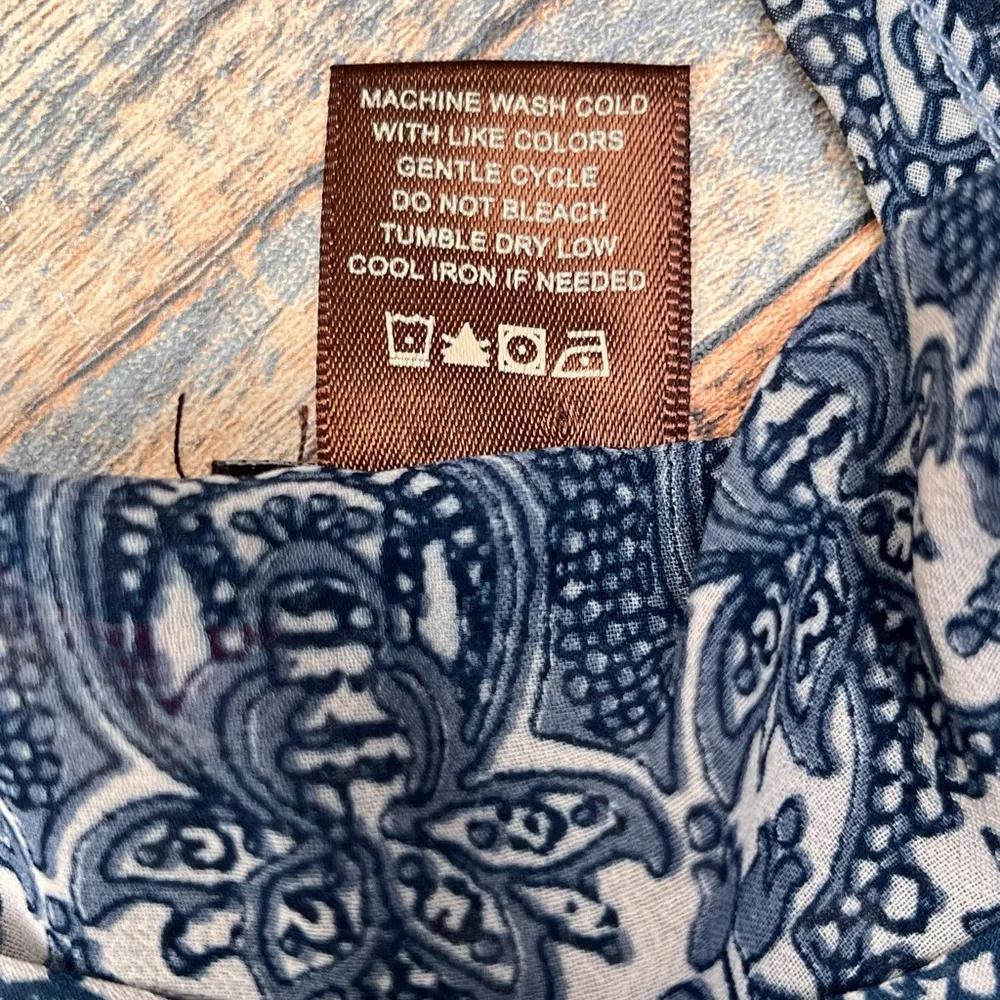 MACHINE WASH COLD
WITH LIKE COLORS
GENTLE CYCLE
DO NOT BLEACH
TUMBLE DRY LOW
COOL IRON IF NEEDED